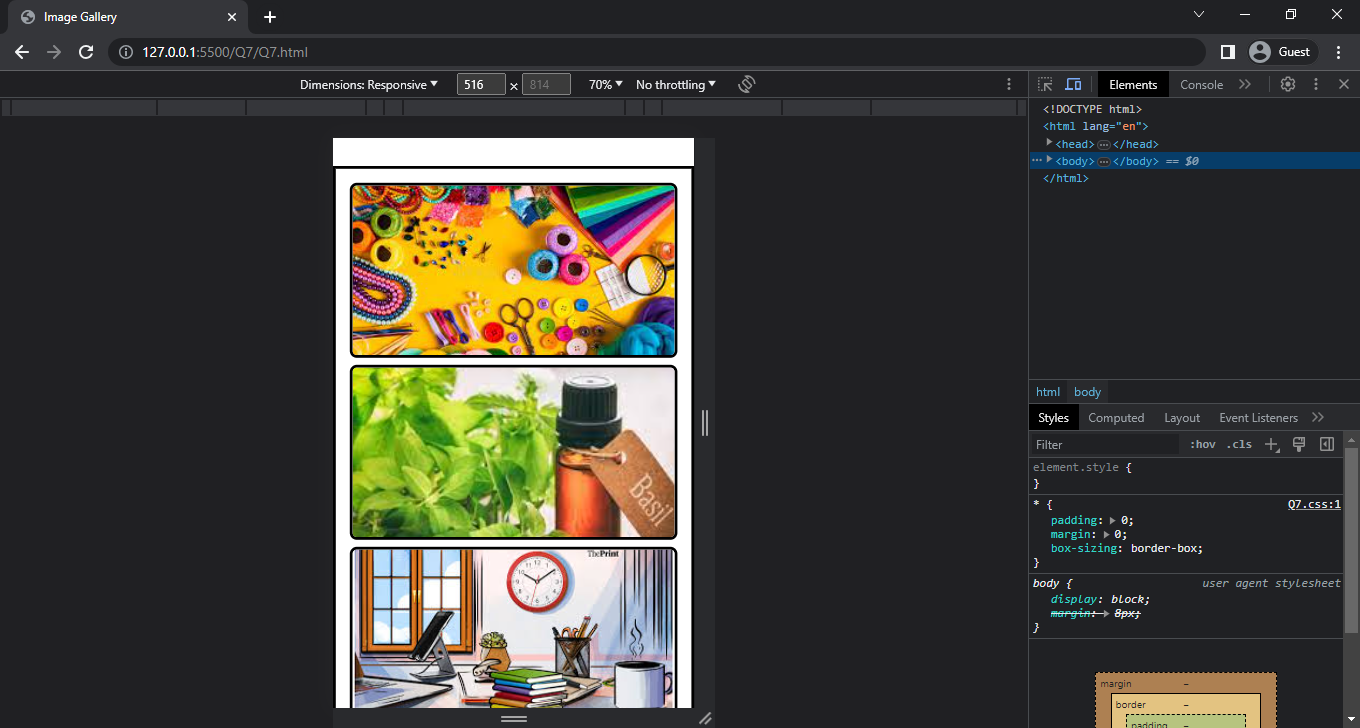 Image Gallery
127.0.0.1:5500/Q7/Q7.html
Guest
Dimensions: Responsive
516 × 814
70%
No throttling
Elements
Console
<!DOCTYPE html>
<html lang="en">
<head> … </head>
… <body> … </body> == $0
</html>
ThePrint
Basil
html body
Styles Computed Layout Event Listeners
Filter :hov .cls
element.style {
}
* { Q7.css:1
padding: 0;
margin: 0;
box-sizing: border-box;
}
body { user agent stylesheet
display: block;
margin: 8px;
}
margin –
border –
padding –